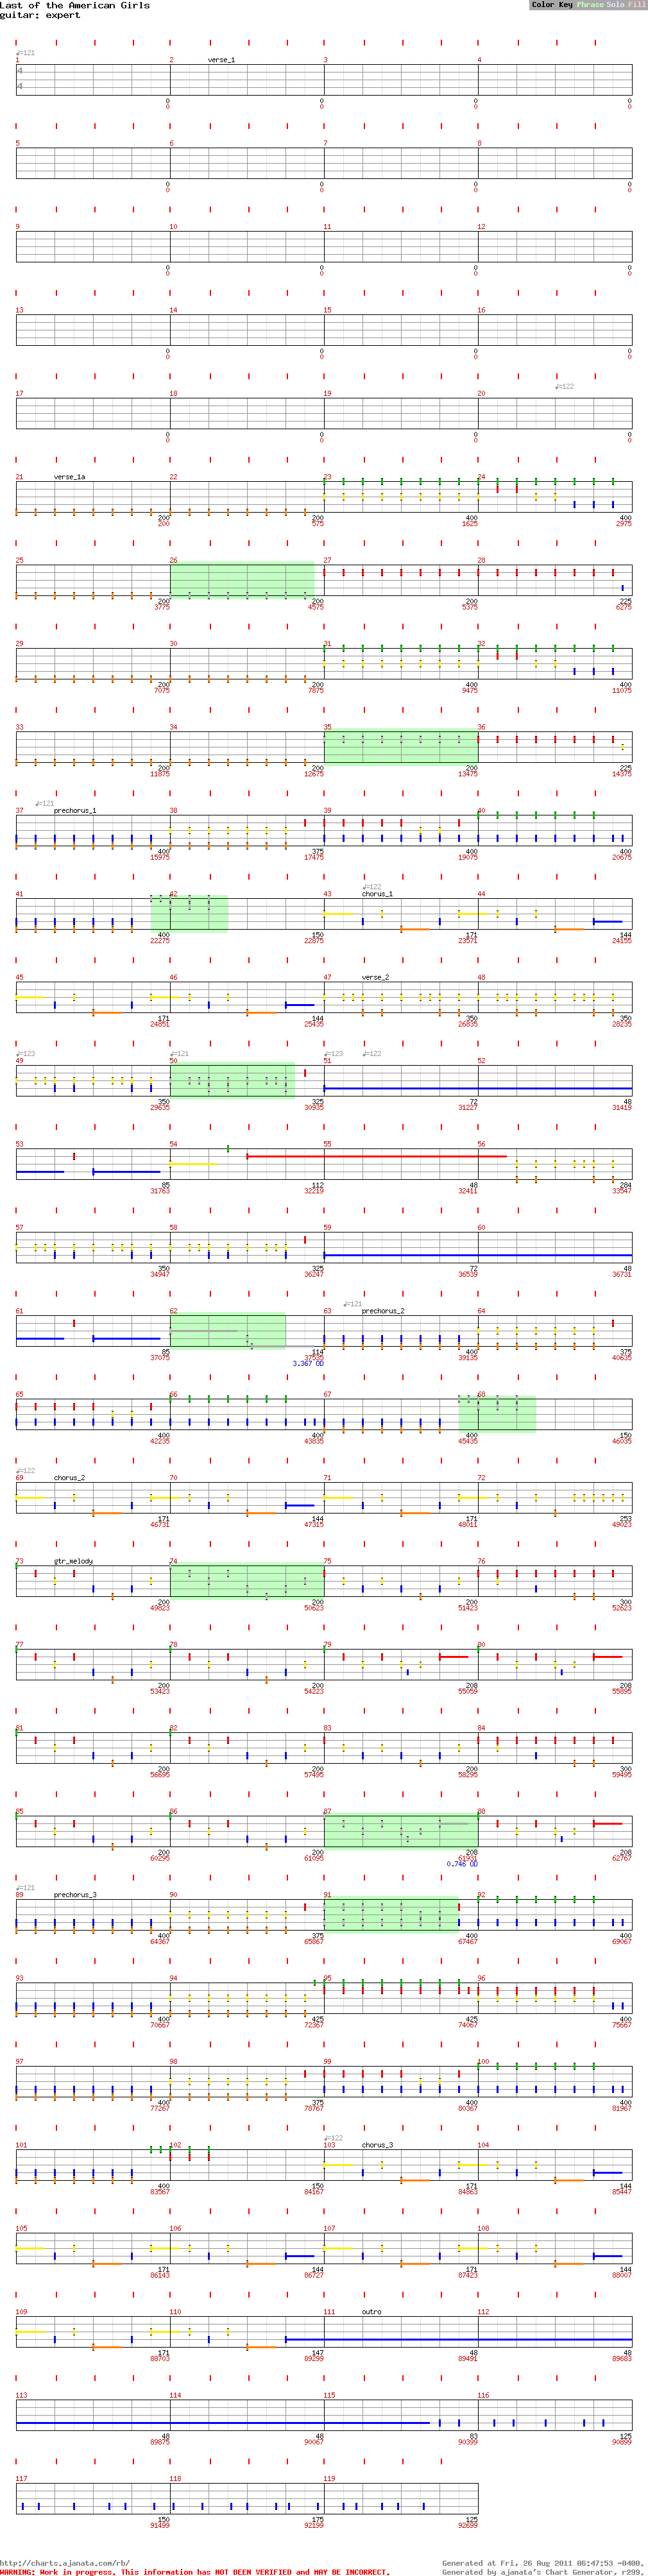 Last of the American Girls
Color Key Phrase Solo Fill
guitar: expert
♩=121
1 2 verse_1 3 4
4
4
0 0 0
0 0 0
5 6 7 8
0 0 0
0 0 0
9 10 11 12
0 0 0
0 0 0
13 14 15 16
0 0 0
0 0 0
♩=122
17 18 19 20
0 0 0
0 0 0
21 verse_1a 22 23 24
200 200 400 400
200 575 1625 2975
25 26 27 28
200 200 200 225
3775 4575 5375 6275
29 30 31 32
200 200 400 400
7075 7875 9475 11075
33 34 35 36
200 200 200 225
11875 12675 13475 14375
♩=121
37 prechorus_1 38 39 40
400 375 400 400
15975 17475 19075 20675
♩=122
41 42 43 chorus_1 44
400 150 171 144
22275 22875 23571 24155
45 46 47 verse_2 48
171 144 350 350
24851 25435 26835 28235
♩=123 ♩=121 ♩=123 ♩=122
49 50 51 52
350 325 72 48
29635 30935 31227 31419
53 54 55 56
85 112 48 284
31763 32219 32411 33547
57 58 59 60
350 325 72 48
34947 36247 36539 36731
♩=121
61 62 63 prechorus_2 64
85 114 400 375
37075 37535 39135 40635
3.367 OD
65 66 67 68
400 400 400 150
42235 43835 45435 46035
♩=122
69 chorus_2 70 71 72
171 144 171 253
46731 47315 48011 49023
73 gtr_melody 74 75 76
200 200 200 300
49823 50623 51423 52623
77 78 79 80
200 200 208 208
53423 54223 55059 55895
81 82 83 84
200 200 200 300
56695 57495 58295 59495
85 86 87 88
200 200 208 208
60295 61095 61931 62767
0.746 OD
♩=121
89 prechorus_3 90 91 92
400 375 400 400
64367 65867 67467 69067
93 94 95 96
400 425 425 400
70667 72367 74067 75667
97 98 99 100
400 375 400 400
77267 78767 80367 81967
♩=122
101 102 103 chorus_3 104
400 150 171 144
83567 84167 84863 85447
105 106 107 108
171 144 171 144
86143 86727 87423 88007
109 110 111 outro 112
171 147 48 48
88703 89299 89491 89683
113 114 115 116
48 48 83 125
89875 90067 90399 90899
117 118 119
150 175 125
91499 92199 92699
http://charts.ajanata.com/rb/
Generated at Fri, 26 Aug 2011 06:47:53 -0400.
WARNING: Work in progress. This information has NOT BEEN VERIFIED and MAY BE INCORRECT.
Generated by ajanata's Chart Generator, r299.